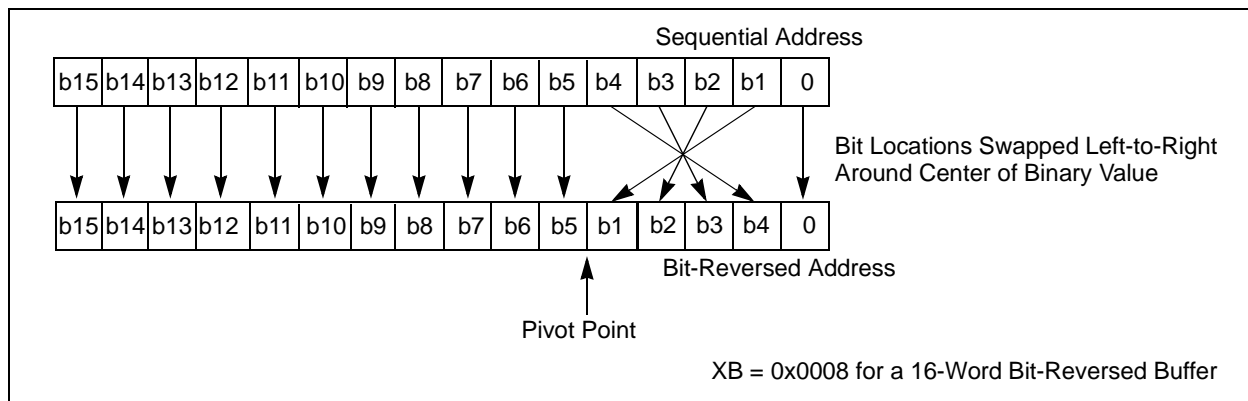 Sequential Address
b15 b14 b13 b12 b11 b10 b9 b8 b7 b6 b5 b4 b3 b2 b1 0
Bit Locations Swapped Left-to-Right
Around Center of Binary Value
b15 b14 b13 b12 b11 b10 b9 b8 b7 b6 b5 b1 b2 b3 b4 0
Bit-Reversed Address
Pivot Point
XB = 0x0008 for a 16-Word Bit-Reversed Buffer